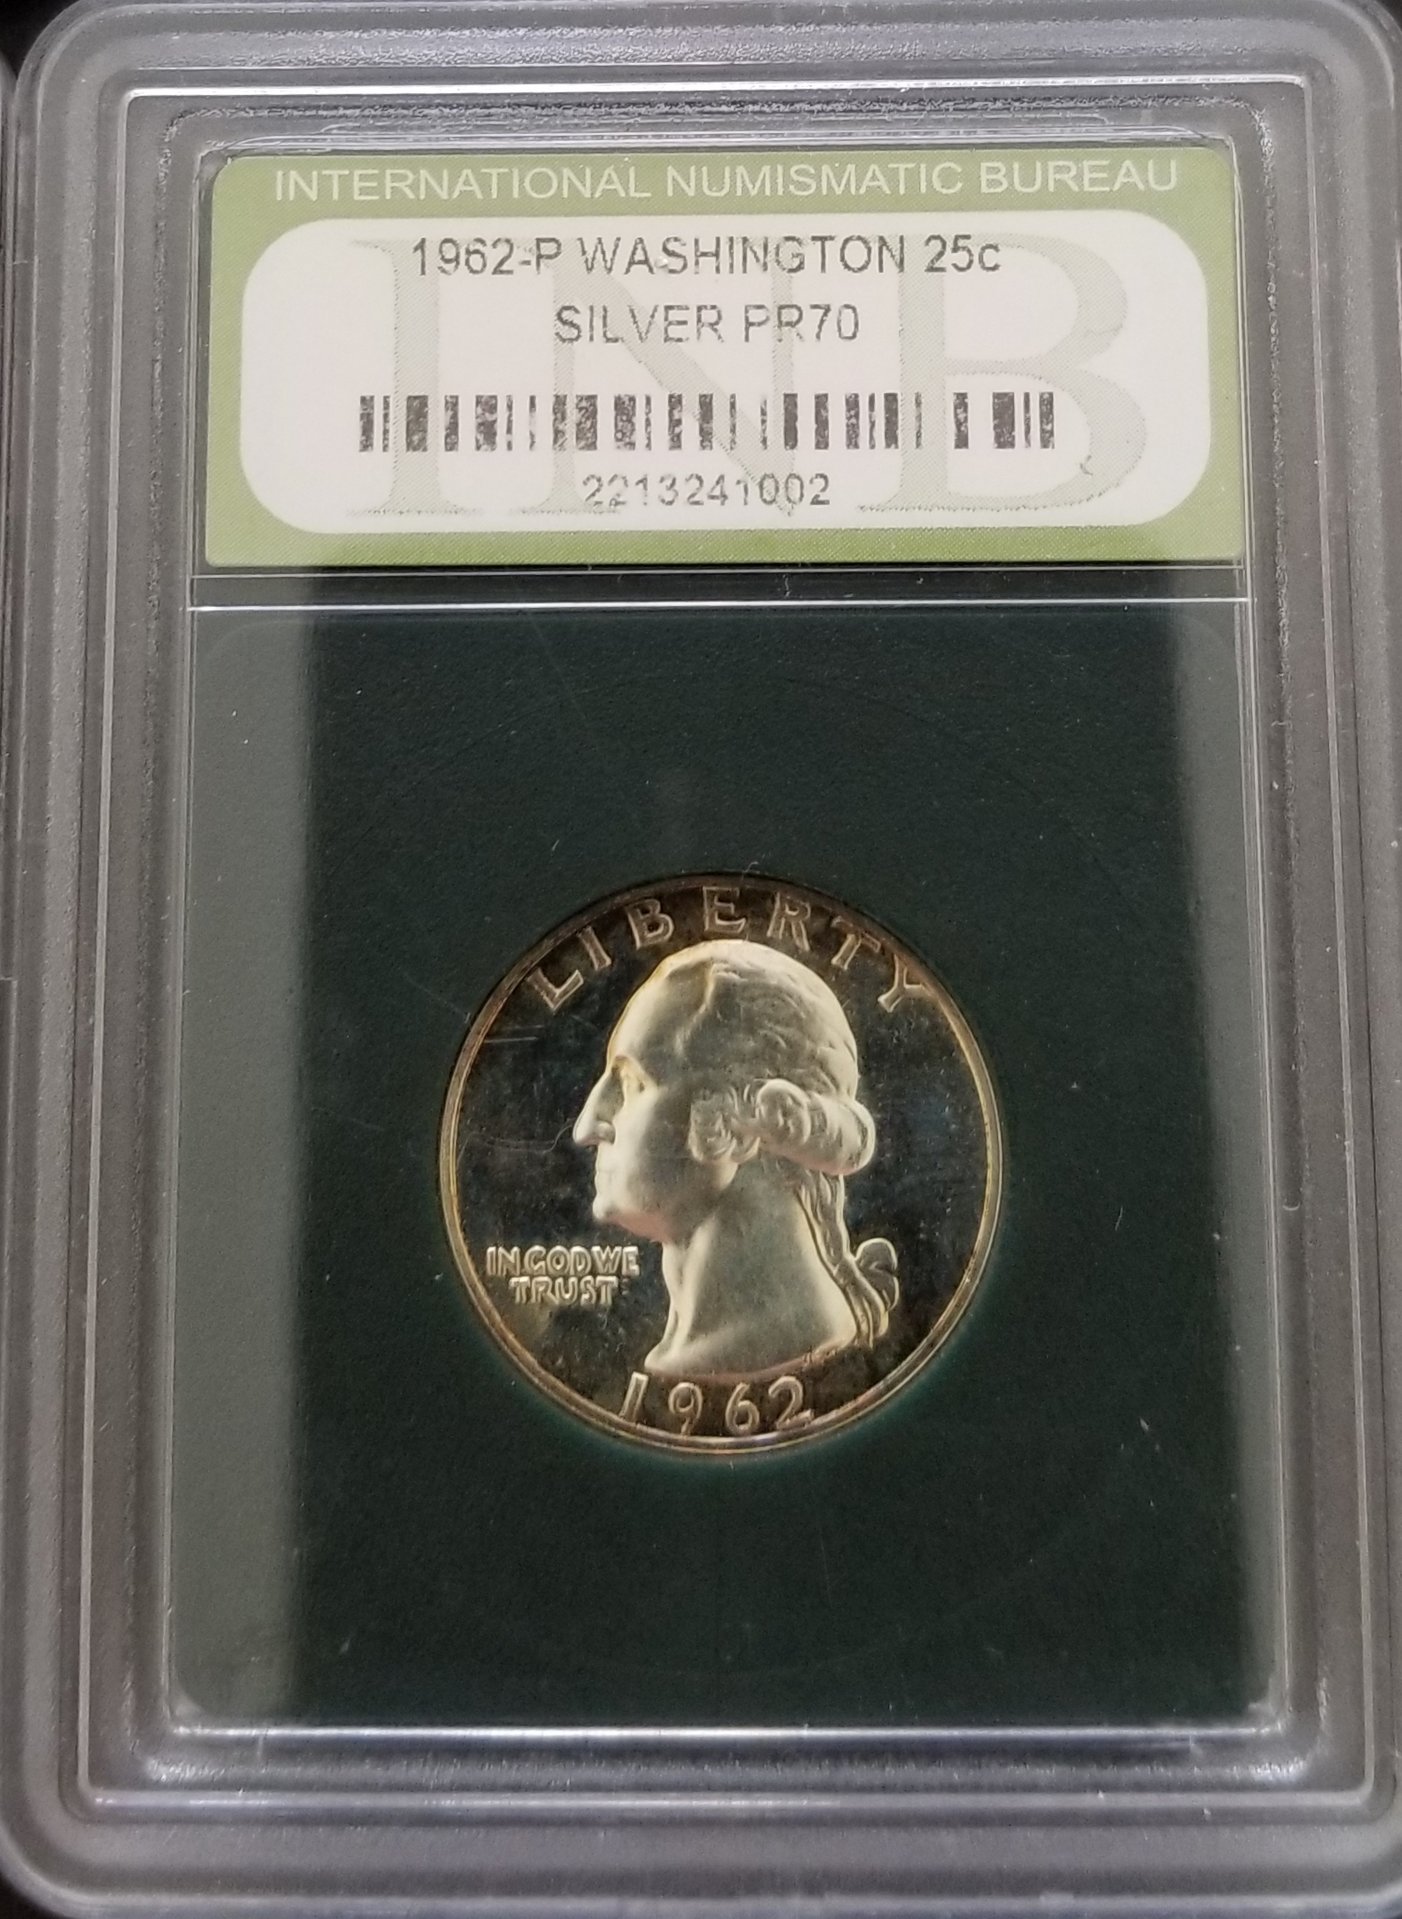 INTERNATIONAL NUMISMATIC BUREAU
INB
1962-P WASHINGTON 25c
SILVER PR70
2213241002
LIBERTY
IN GOD WE
TRUST
1962